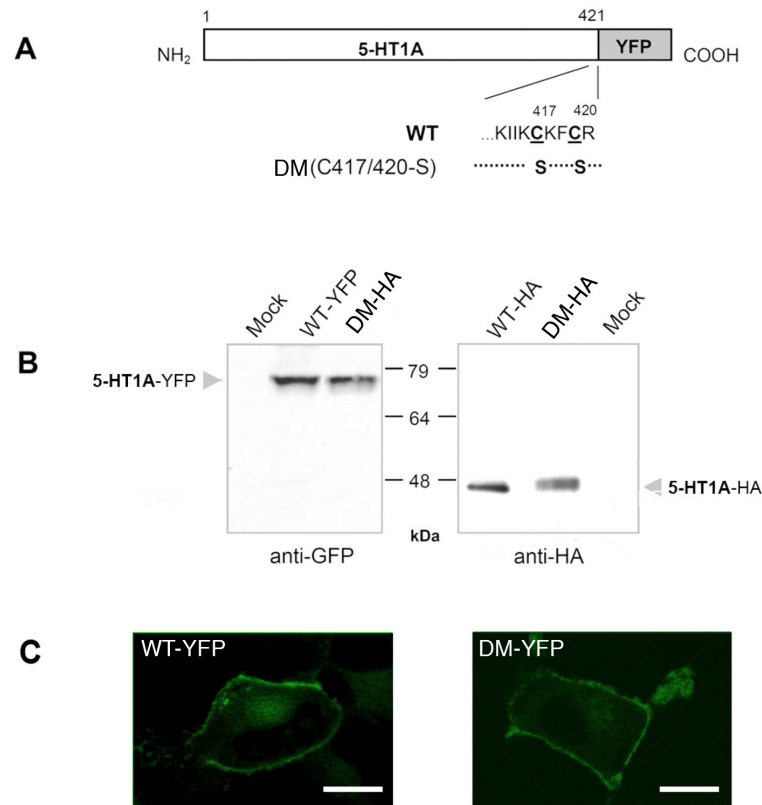 A
1 421
NH2 5-HT1A YFP COOH
417 420
WT ...KIIKCKFCR
DM(C417/420-S) .......... S ..... S ...
B
Mock WT-YFP DM-HA WT-HA DM-HA Mock
5-HT1A-YFP
79
64
48
kDa
5-HT1A-HA
YFP
anti-GFP anti-HA
C
WT-YFP DM-YFP